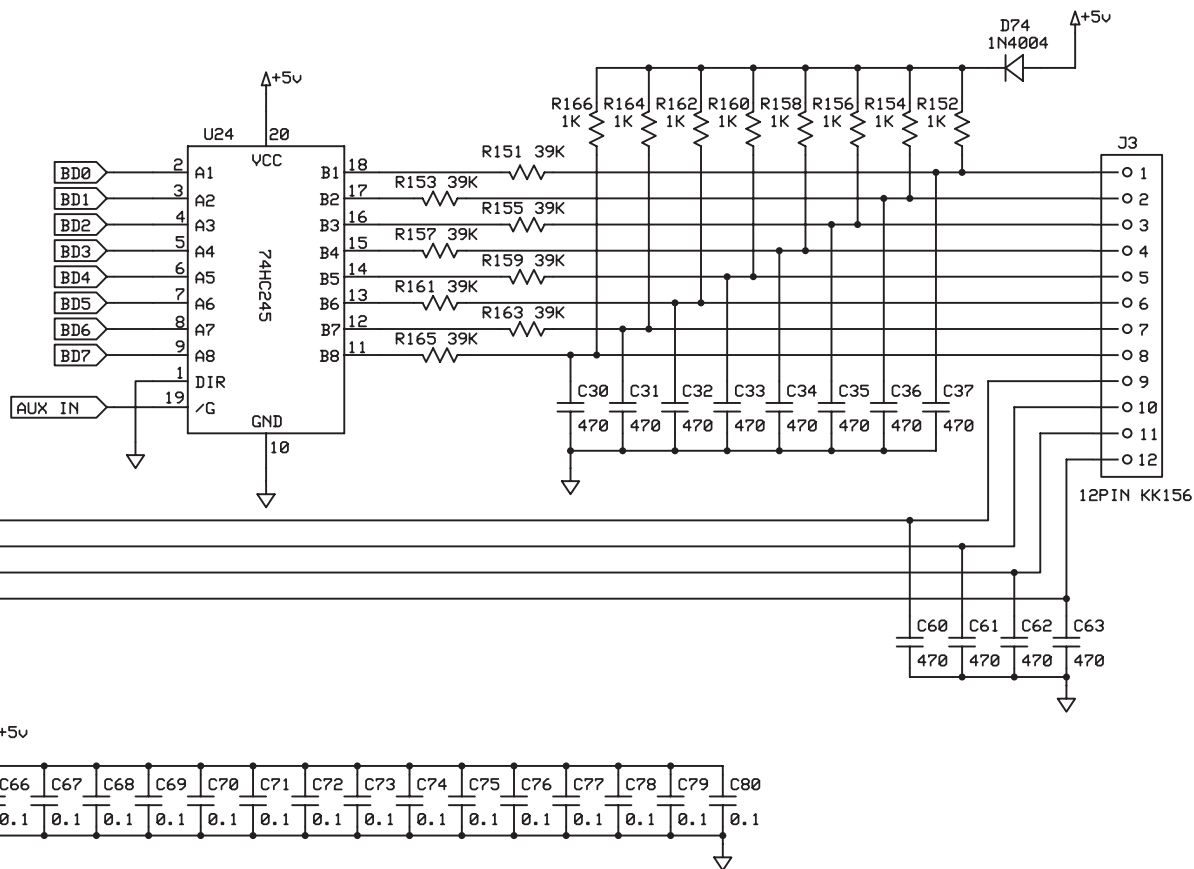 D74
1N4004
+5v
+5v
R166 R164 R162 R160 R158 R156 R154 R152
1K 1K 1K 1K 1K 1K 1K 1K
U24
20
VCC
J3
BD0 2 A1 B1 18 R151 39K 1
BD1 3 A2 B2 17 R153 39K 2
BD2 4 A3 B3 16 R155 39K 3
BD3 5 A4 B4 15 R157 39K 4
BD4 6 A5 B5 14 R159 39K 5
BD5 7 A6 B6 13 R161 39K 6
BD6 8 A7 B7 12 R163 39K 7
BD7 9 A8 B8 11 R165 39K 8
74HC245
1 DIR 9
AUX IN 19 /G 10
GND 11
10 12
C30 C31 C32 C33 C34 C35 C36 C37
470 470 470 470 470 470 470 470
12PIN KK156
C60 C61 C62 C63
470 470 470 470
+5v
C66 C67 C68 C69 C70 C71 C72 C73 C74 C75 C76 C77 C78 C79 C80
0.1 0.1 0.1 0.1 0.1 0.1 0.1 0.1 0.1 0.1 0.1 0.1 0.1 0.1 0.1